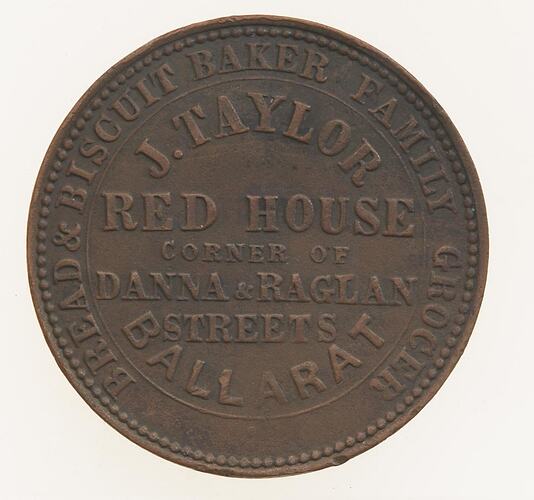 BREAD & BISCUIT BAKER FAMILY GROCER
J. TAYLOR
RED HOUSE
CORNER OF
DANNA & RAGLAN
STREETS
BALLARAT